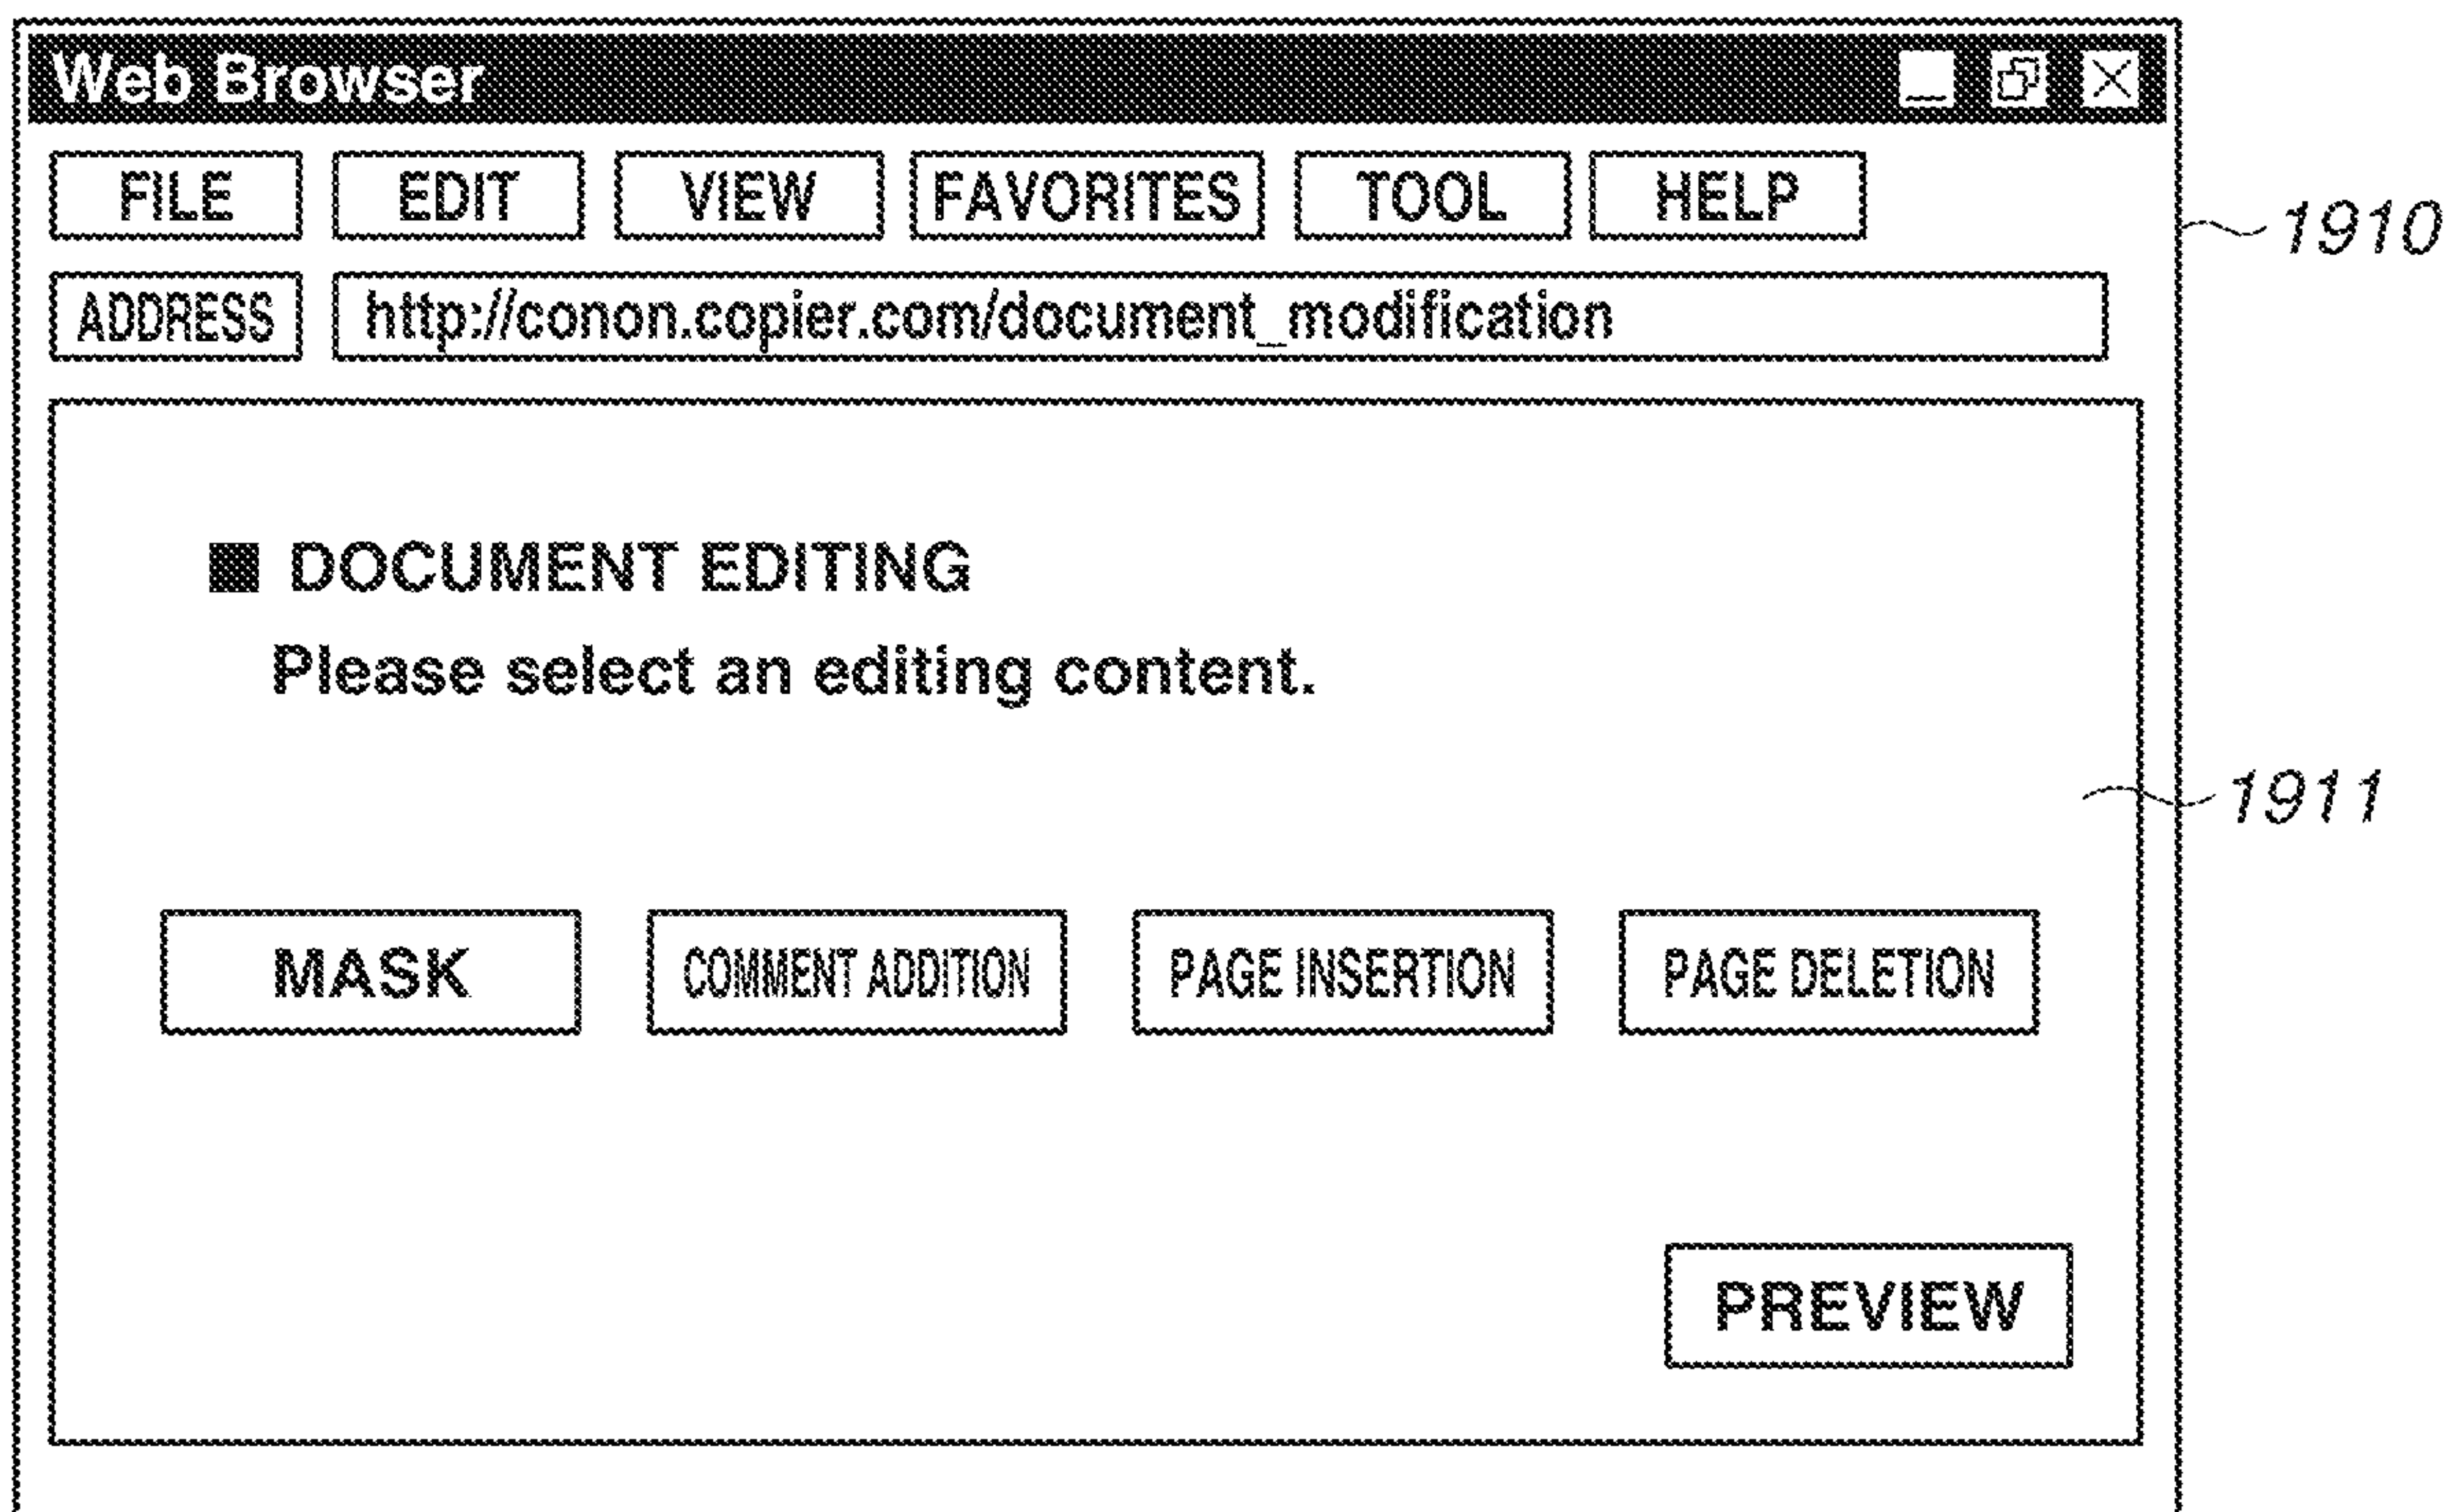 Web Browser
FILE EDIT VIEW FAVORITES TOOL HELP
1910
ADDRESS http://conon.copier.com/document_modification
■ DOCUMENT EDITING
Please select an editing content.
1911
MASK COMMENT ADDITION PAGE INSERTION PAGE DELETION
PREVIEW